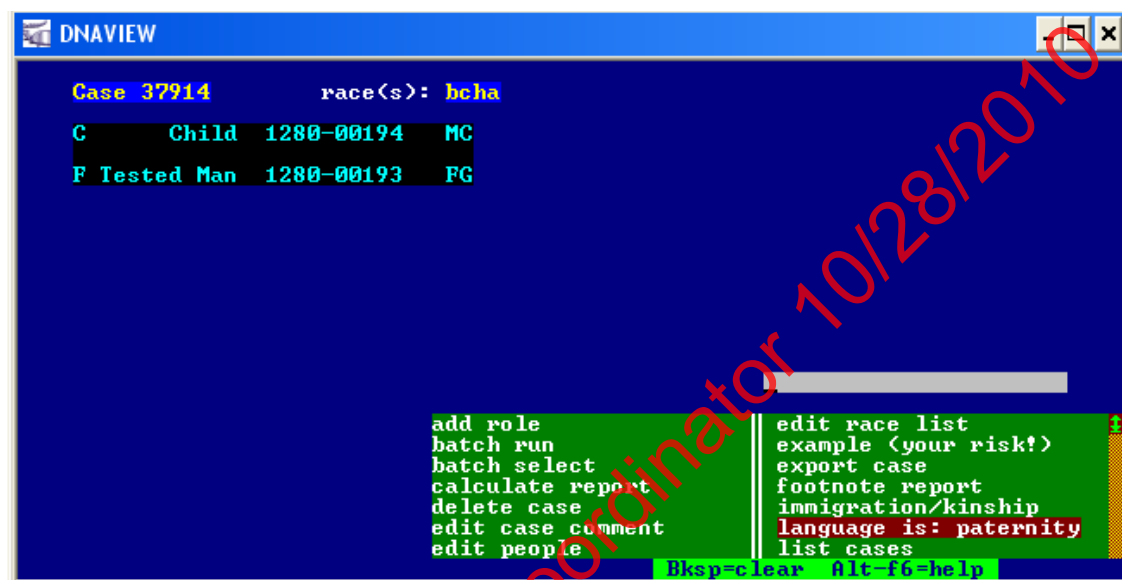 DNAVIEW
Case 37914 race(s): bcha
C Child 1280-00194 MC
F Tested Man 1280-00193 FG
add role
batch run
batch select
calculate report
delete case
edit case comment
edit people
edit race list
example (your risk!)
export case
footnote report
immigration/kinship
language is: paternity
list cases
Bksp=clear Alt-f6=help
10/28/2010